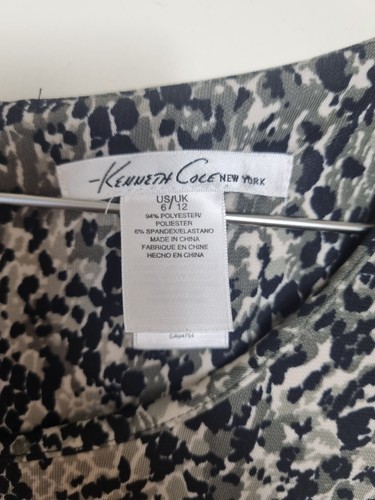 -KENNETH COLE NEW YORK
US/UK
6/12
94% POLYESTER/
POLIESTER
6% SPANDEX/ELASTANO
MADE IN CHINA
FABRIQUE EN CHINE
HECHO EN CHINA